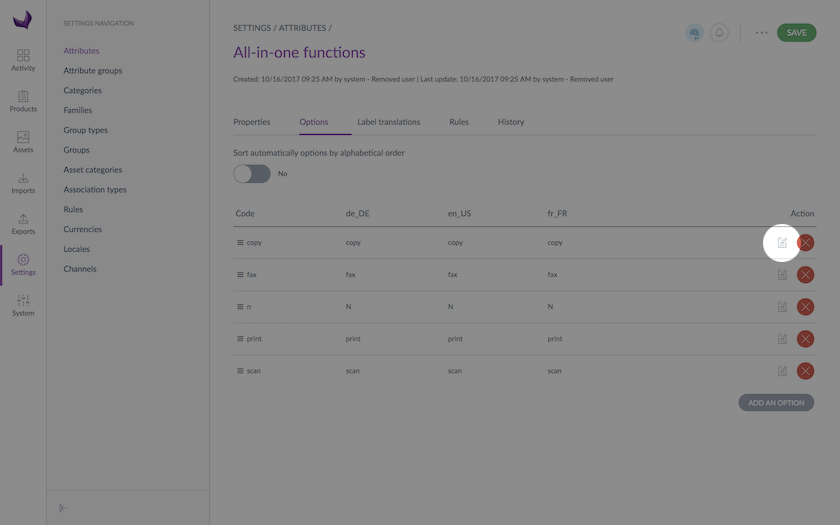 SETTINGS / ATTRIBUTES /
SAVE
All-in-one functions
Created: 10/16/2017 09:25 AM by system - Removed user | Last update: 10/16/2017 09:25 AM by system - Removed user
Activity
Products
Assets
Imports
Exports
Settings
System
SETTINGS NAVIGATION
Attributes
Attribute groups
Categories
Families
Group types
Groups
Asset categories
Association types
Rules
Currencies
Locales
Channels
Properties Options Label translations Rules History
Sort automatically options by alphabetical order
No
Code de_DE en_US fr_FR Action
copy copy copy copy
fax fax fax fax
n N N N
print print print print
scan scan scan scan
ADD AN OPTION